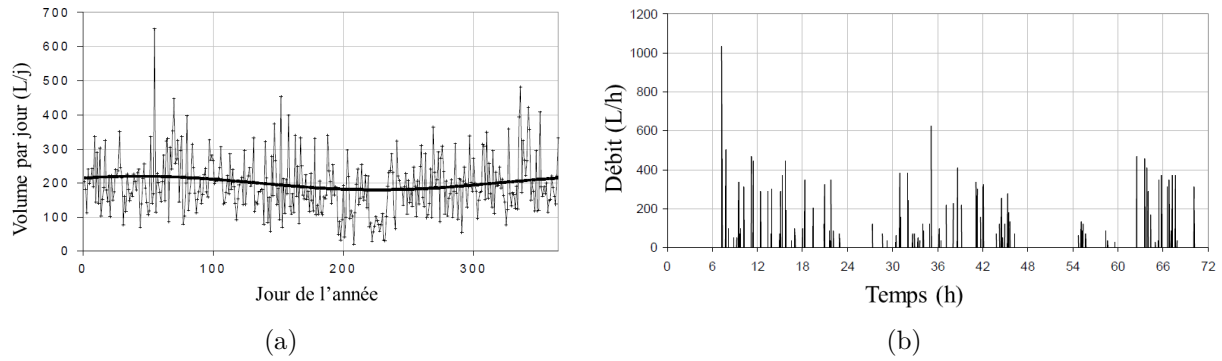 Volume par jour (L/j)
700
600
500
400
300
200
100
0
0 100 200 300
Jour de l'année
(a)
Débit (L/h)
1200
1000
800
600
400
200
0
0 6 12 18 24 30 36 42 48 54 60 66 72
Temps (h)
(b)